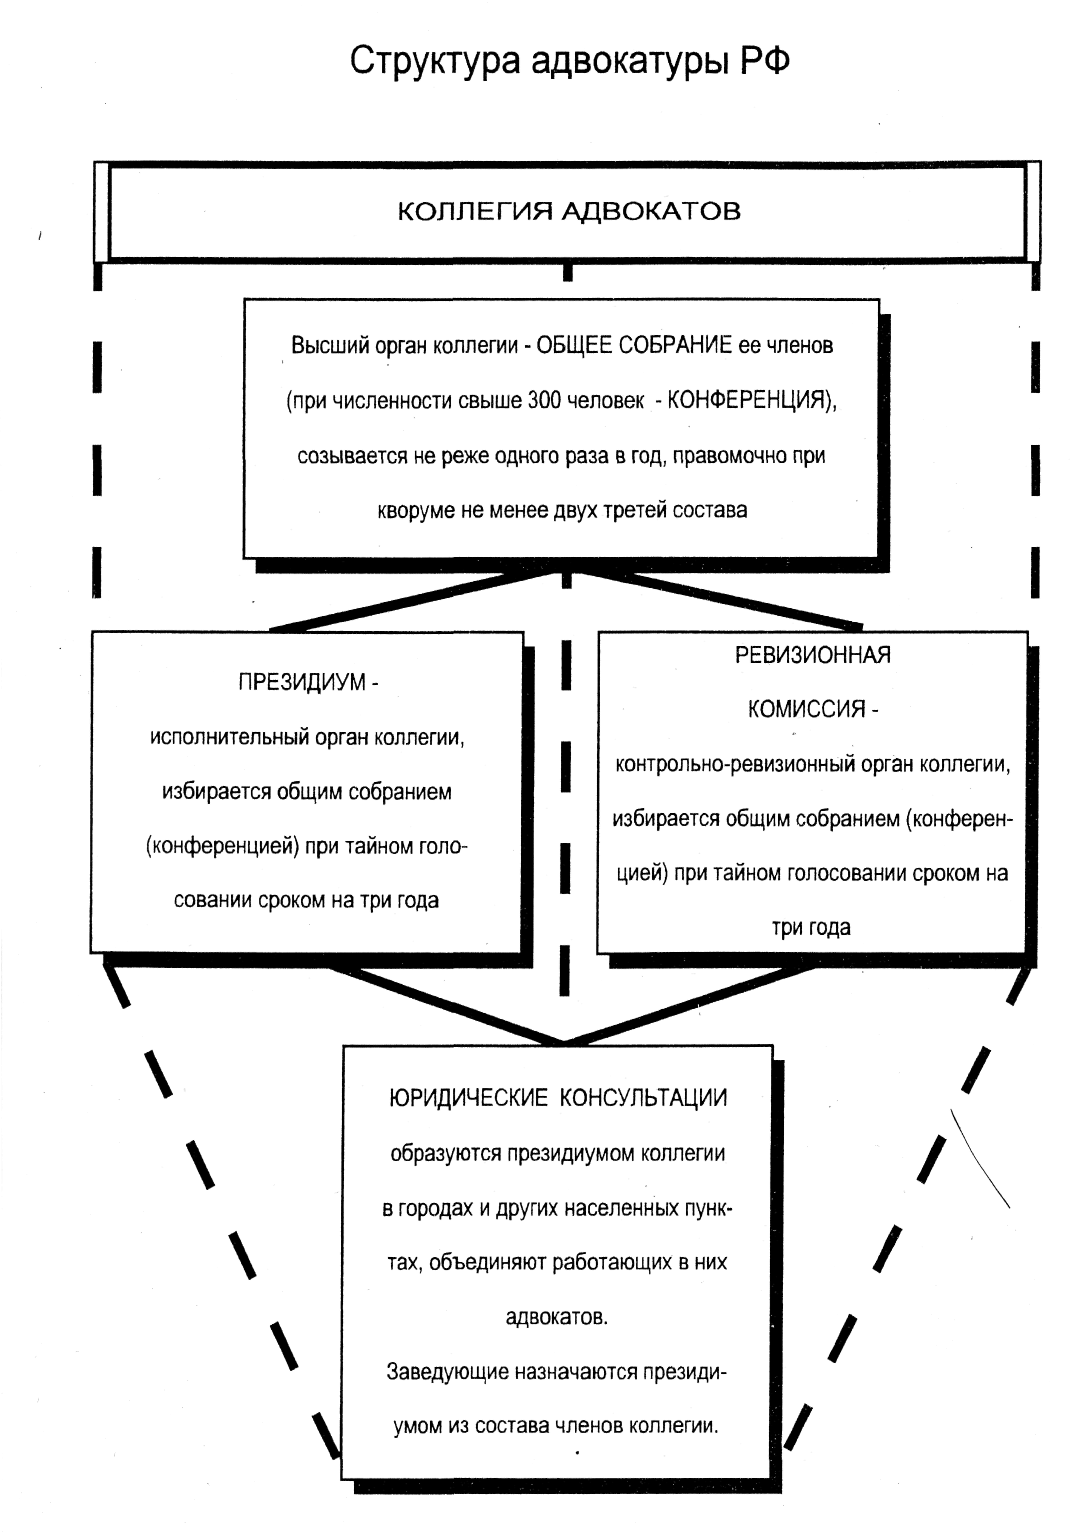 Структура адвокатуры РФ
КОЛЛЕГИЯ АДВОКАТОВ
Высший орган коллегии - ОБЩЕЕ СОБРАНИЕ ее членов
(при численности свыше 300 человек - КОНФЕРЕНЦИЯ),
созывается не реже одного раза в год, правомочно при
кворуме не менее двух третей состава
ПРЕЗИДИУМ -
исполнительный орган коллегии,
избирается общим собранием
(конференцией) при тайном голо-
совании сроком на три года
РЕВИЗИОННАЯ
КОМИССИЯ -
контрольно-ревизионный орган коллегии,
избирается общим собранием (конферен-
цией) при тайном голосовании сроком на
три года
ЮРИДИЧЕСКИЕ КОНСУЛЬТАЦИИ
образуются президиумом коллегии
в городах и других населенных пунк-
тах, объединяют работающих в них
адвокатов.
Заведующие назначаются президи-
умом из состава членов коллегии.